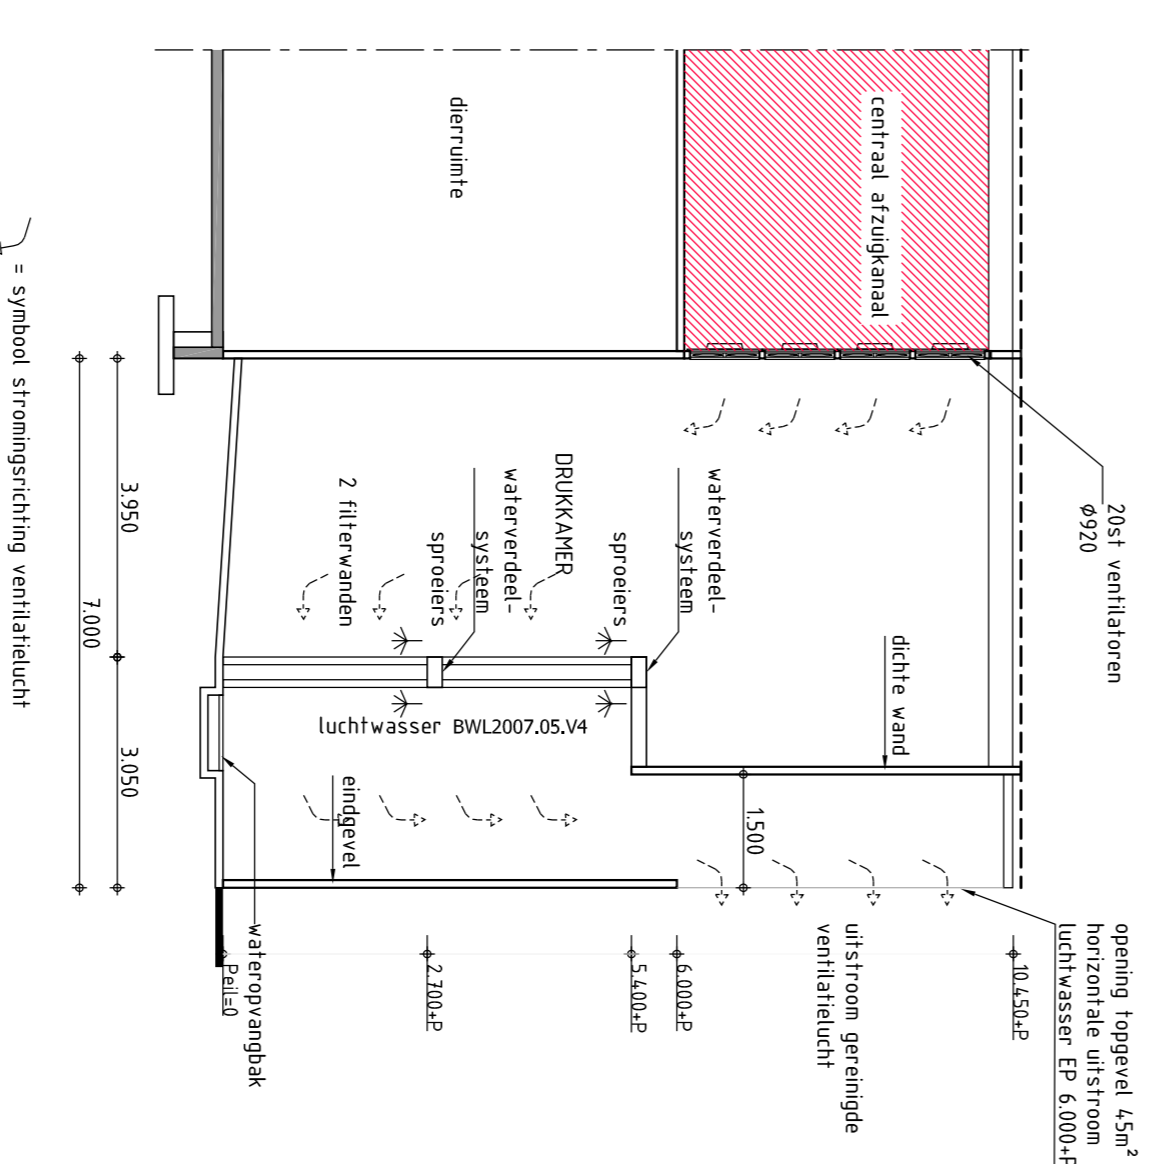 20st ventilatoren
ø920
opening topgevel 45m²
horizontale uitstroom
luchtwasser EP 6.000+P
centraal afzuigkanaal
dichte wand
uitstroom gereinigde
ventilatielucht
10.450+P
1.500
waterverdeel-
systeem
sproeiers
DRUKKAMER
waterverdeel-
systeem
sproeiers
2 filterwanden
dierruimte
luchtwasser BWL2007.05.V4
eindgevel
6.000+P
5.400+P
2.700+P
Peil=0
wateropvangbak
3.950
3.050
7.000
= symbool stromingsrichting ventilatielucht